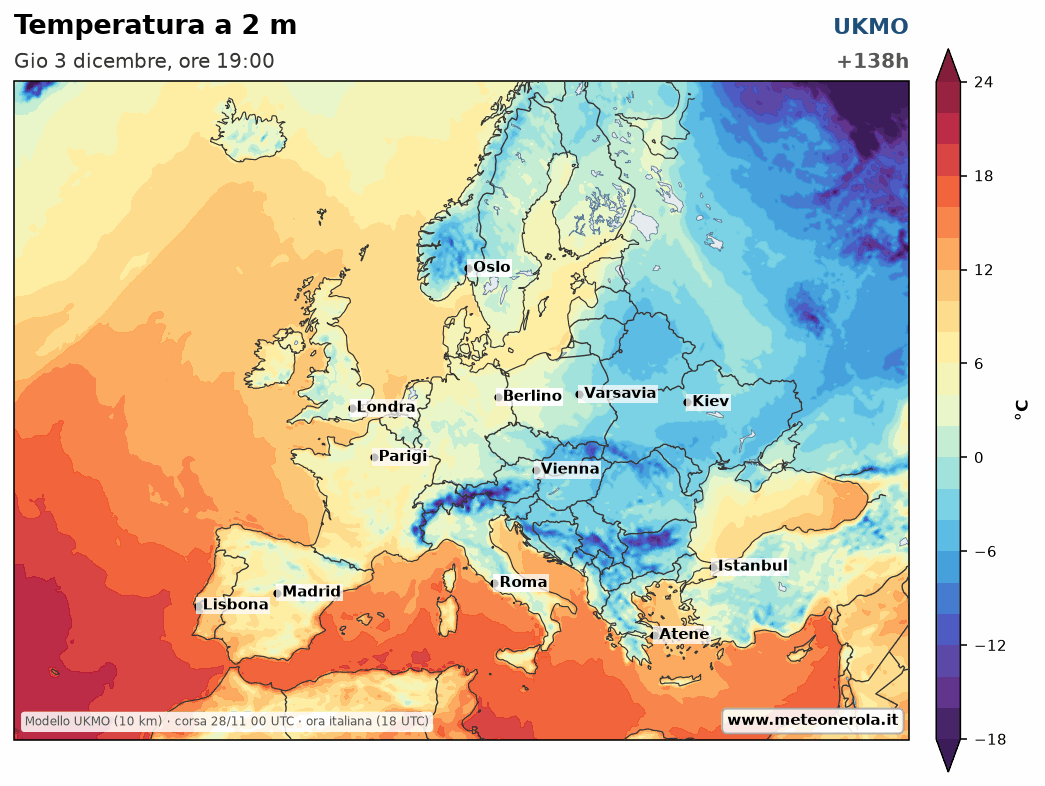 Temperatura a 2 m
UKMO
Gio 3 dicembre, ore 19:00
+138h
24
18
12
6
0
−6
−12
−18
°C
Oslo
Londra
Berlino
Varsavia
Kiev
Parigi
Vienna
Istanbul
Roma
Madrid
Lisbona
Atene
Modello UKMO (10 km) · corsa 28/11 00 UTC · ora italiana (18 UTC)
www.meteonerola.it